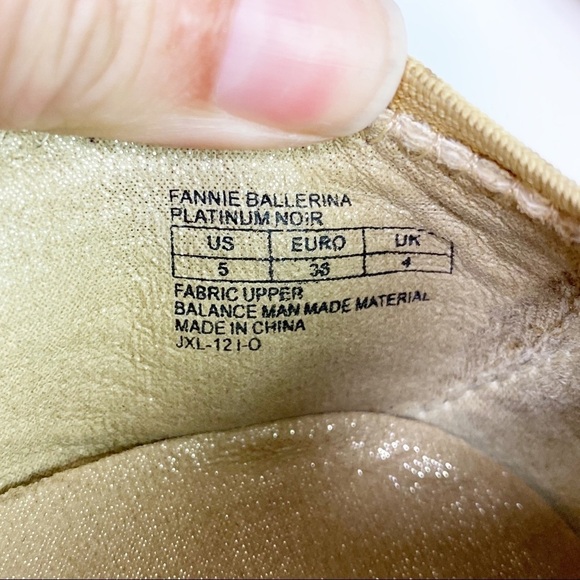 FANNIE BALLERINA
PLATINUM NOIR
US EURO UK
5 36 4
FABRIC UPPER
BALANCE MAN MADE MATERIAL
MADE IN CHINA
JXL-121-O